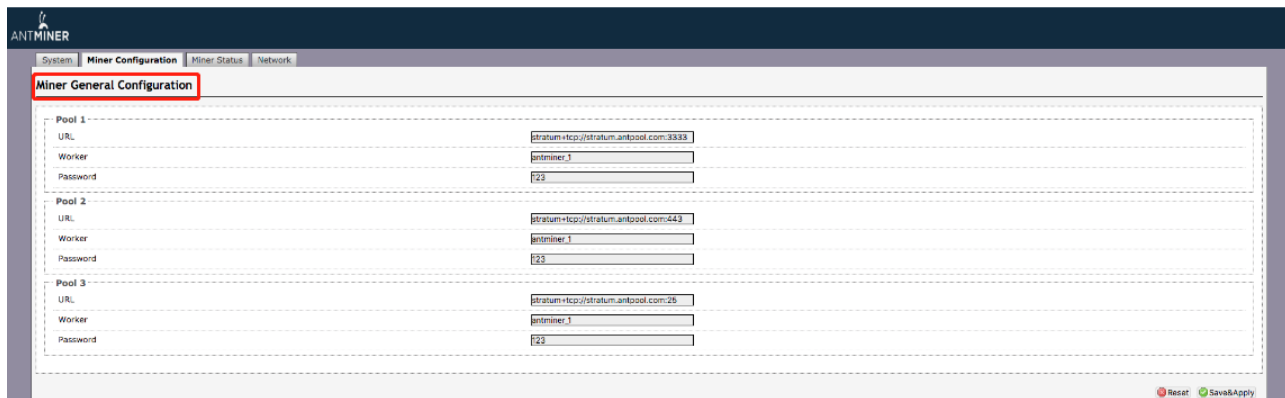 ANTMINER
System Miner Configuration Miner Status Network
Miner General Configuration
Pool 1
URL stratum+tcp://stratum.antpool.com:3333
Worker antminer_1
Password 123
Pool 2
URL stratum+tcp://stratum.antpool.com:443
Worker antminer_1
Password 123
Pool 3
URL stratum+tcp://stratum.antpool.com:25
Worker antminer_1
Password 123
Reset Save&Apply